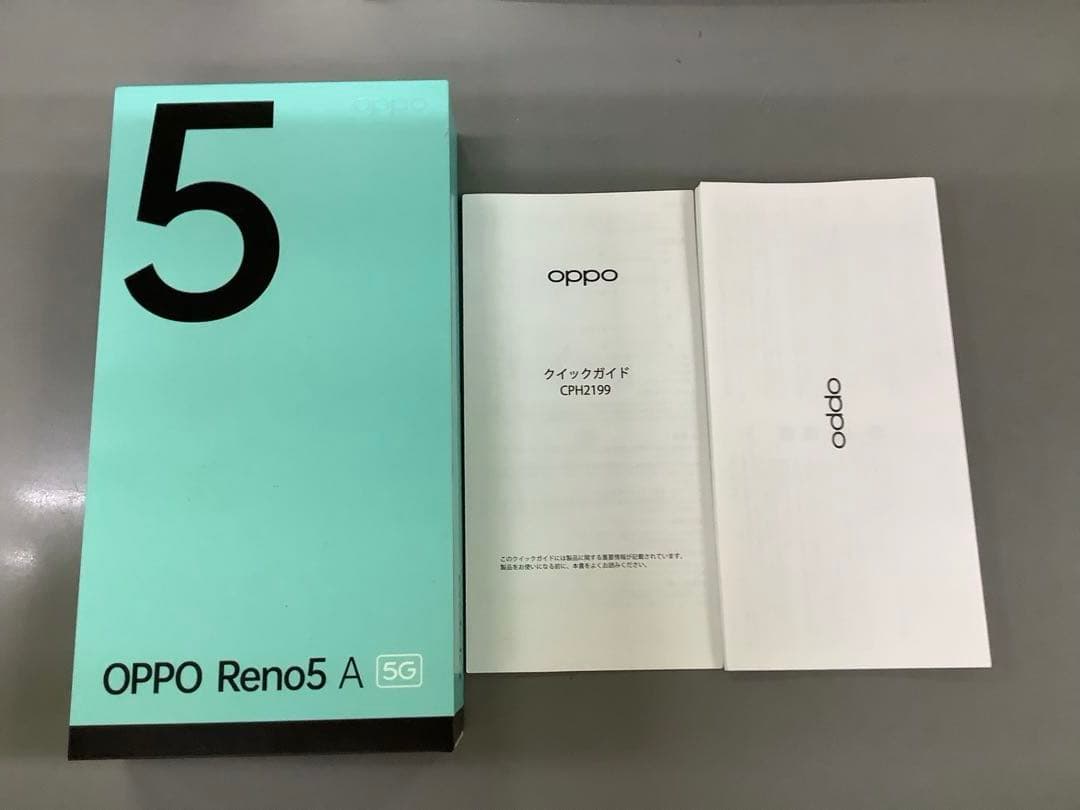 5
oppo
OPPO Reno5 A 5G
oppo
クイックガイド
CPH2199
このクイックガイドには製品に関する重要情報が記載されています。
製品をお使いになる前に、本書をよくお読みください。
oppo